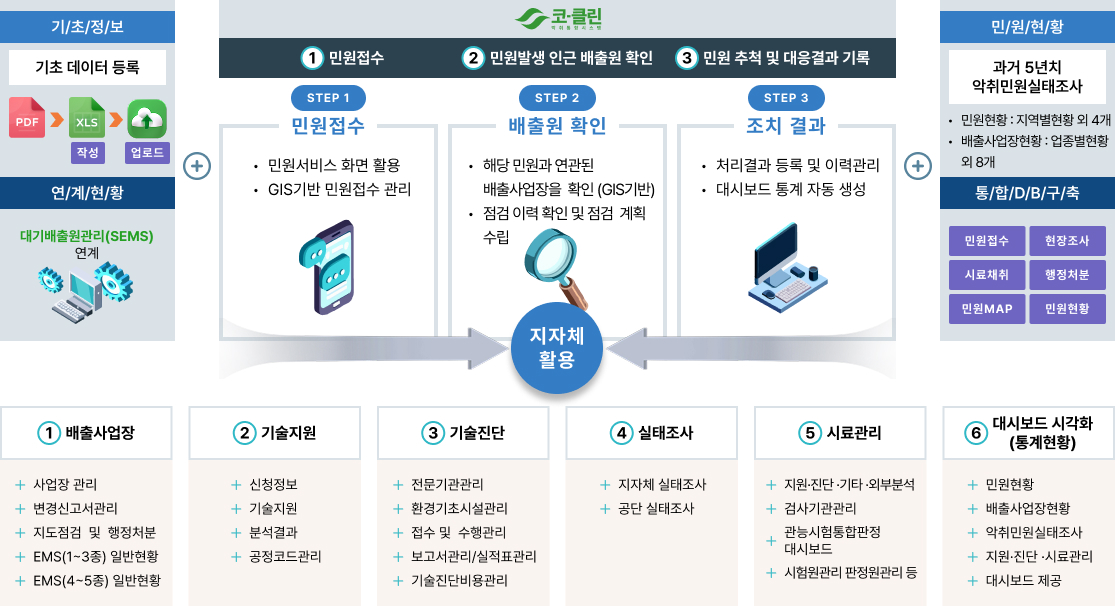 기/초/정/보
기초 데이터 등록
PDF
XLS
작성
업로드
연/계/현/황
대기배출원관리(SEMS)
연계
코·클린
악취통합시스템
1 민원접수
2 민원발생 인근 배출원 확인
3 민원 추적 및 대응결과 기록
STEP 1
민원접수
• 민원서비스 화면 활용
• GIS기반 민원접수 관리
STEP 2
배출원 확인
• 해당 민원과 연관된
배출사업장을 확인 (GIS기반)
• 점검 이력 확인 및 점검 계획
수립
STEP 3
조치 결과
• 처리결과 등록 및 이력관리
• 대시보드 통계 자동 생성
지자체
활용
민/원/현/황
과거 5년치
악취민원실태조사
• 민원현황 : 지역별현황 외 4개
• 배출사업장현황 : 업종별현황
외 8개
통/합/D/B/구/축
민원접수
현장조사
시료채취
행정처분
민원MAP
민원현황
1 배출사업장
+ 사업장 관리
+ 변경신고서관리
+ 지도점검 및 행정처분
+ EMS(1~3종) 일반현황
+ EMS(4~5종) 일반현황
2 기술지원
+ 신청정보
+ 기술지원
+ 분석결과
+ 공정코드관리
3 기술진단
+ 전문기관관리
+ 환경기초시설관리
+ 접수 및 수행관리
+ 보고서관리/실적표관리
+ 기술진단비용관리
4 실태조사
+ 지자체 실태조사
+ 공단 실태조사
5 시료관리
+ 지원·진단 ·기타 ·외부분석
+ 검사기관관리
+ 관능시험통합판정
대시보드
+ 시험원관리 판정원관리 등
6 대시보드 시각화
(통계현황)
+ 민원현황
+ 배출사업장현황
+ 악취민원실태조사
+ 지원·진단 ·시료관리
+ 대시보드 제공